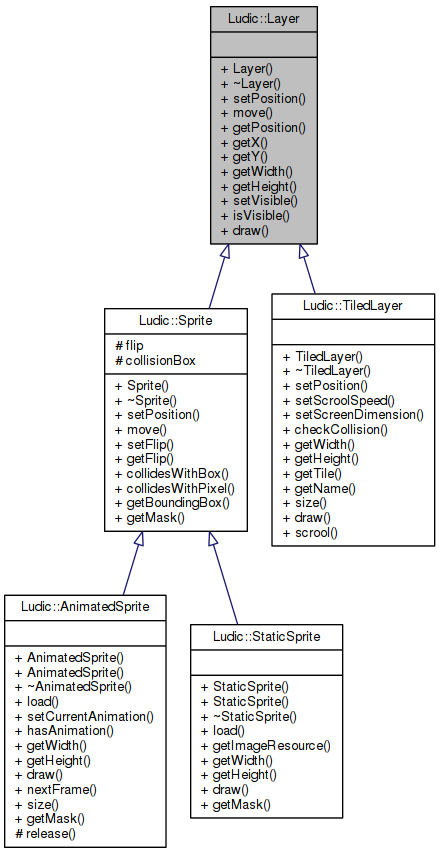 Ludic::Layer
+ Layer()
+ ~Layer()
+ setPosition()
+ move()
+ getPosition()
+ getX()
+ getY()
+ getWidth()
+ getHeight()
+ setVisible()
+ isVisible()
+ draw()
Ludic::Sprite
# flip
# collisionBox
+ Sprite()
+ ~Sprite()
+ setPosition()
+ move()
+ setFlip()
+ getFlip()
+ collidesWithBox()
+ collidesWithPixel()
+ getBoundingBox()
+ getMask()
Ludic::TiledLayer
+ TiledLayer()
+ ~TiledLayer()
+ setPosition()
+ setScroolSpeed()
+ setScreenDimension()
+ checkCollision()
+ getWidth()
+ getHeight()
+ getTile()
+ getName()
+ size()
+ draw()
+ scrool()
Ludic::AnimatedSprite
+ AnimatedSprite()
+ AnimatedSprite()
+ ~AnimatedSprite()
+ load()
+ setCurrentAnimation()
+ hasAnimation()
+ getWidth()
+ getHeight()
+ draw()
+ nextFrame()
+ size()
+ getMask()
# release()
Ludic::StaticSprite
+ StaticSprite()
+ StaticSprite()
+ ~StaticSprite()
+ load()
+ getImageResource()
+ getWidth()
+ getHeight()
+ draw()
+ getMask()